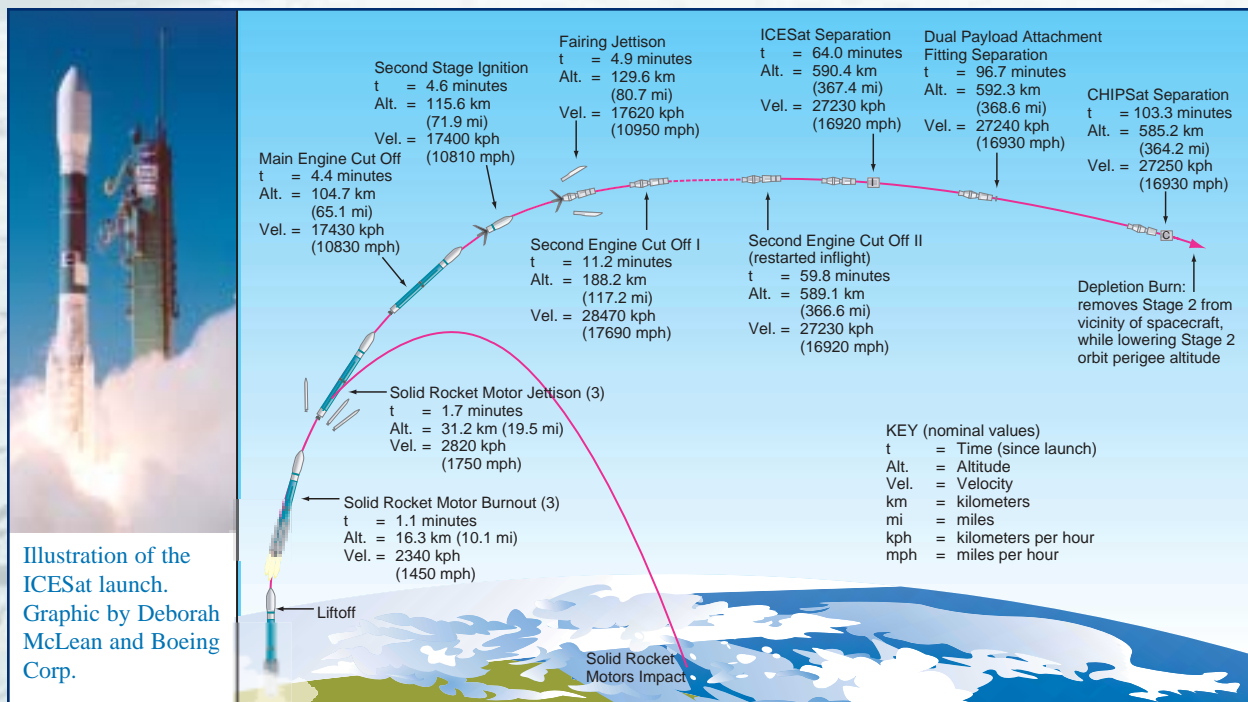 Illustration of the
ICESat launch.
Graphic by Deborah
McLean and Boeing
Corp.
Liftoff
Solid Rocket Motor Burnout (3)
t = 1.1 minutes
Alt. = 16.3 km (10.1 mi)
Vel. = 2340 kph
(1450 mph)
Solid Rocket Motor Jettison (3)
t = 1.7 minutes
Alt. = 31.2 km (19.5 mi)
Vel. = 2820 kph
(1750 mph)
Solid Rocket
Motors Impact
Main Engine Cut Off
t = 4.4 minutes
Alt. = 104.7 km
(65.1 mi)
Vel. = 17430 kph
(10830 mph)
Second Stage Ignition
t = 4.6 minutes
Alt. = 115.6 km
(71.9 mi)
Vel. = 17400 kph
(10810 mph)
Fairing Jettison
t = 4.9 minutes
Alt. = 129.6 km
(80.7 mi)
Vel. = 17620 kph
(10950 mph)
Second Engine Cut Off I
t = 11.2 minutes
Alt. = 188.2 km
(117.2 mi)
Vel. = 28470 kph
(17690 mph)
Second Engine Cut Off II
(restarted inflight)
t = 59.8 minutes
Alt. = 589.1 km
(366.6 mi)
Vel. = 27230 kph
(16920 mph)
ICESat Separation
t = 64.0 minutes
Alt. = 590.4 km
(367.4 mi)
Vel. = 27230 kph
(16920 mph)
I
Dual Payload Attachment
Fitting Separation
t = 96.7 minutes
Alt. = 592.3 km
(368.6 mi)
Vel. = 27240 kph
(16930 mph)
CHIPSat Separation
t = 103.3 minutes
Alt. = 585.2 km
(364.2 mi)
Vel. = 27250 kph
(16930 mph)
C
Depletion Burn:
removes Stage 2 from
vicinity of spacecraft,
while lowering Stage 2
orbit perigee altitude
KEY (nominal values)
t = Time (since launch)
Alt. = Altitude
Vel. = Velocity
km = kilometers
mi = miles
kph = kilometers per hour
mph = miles per hour